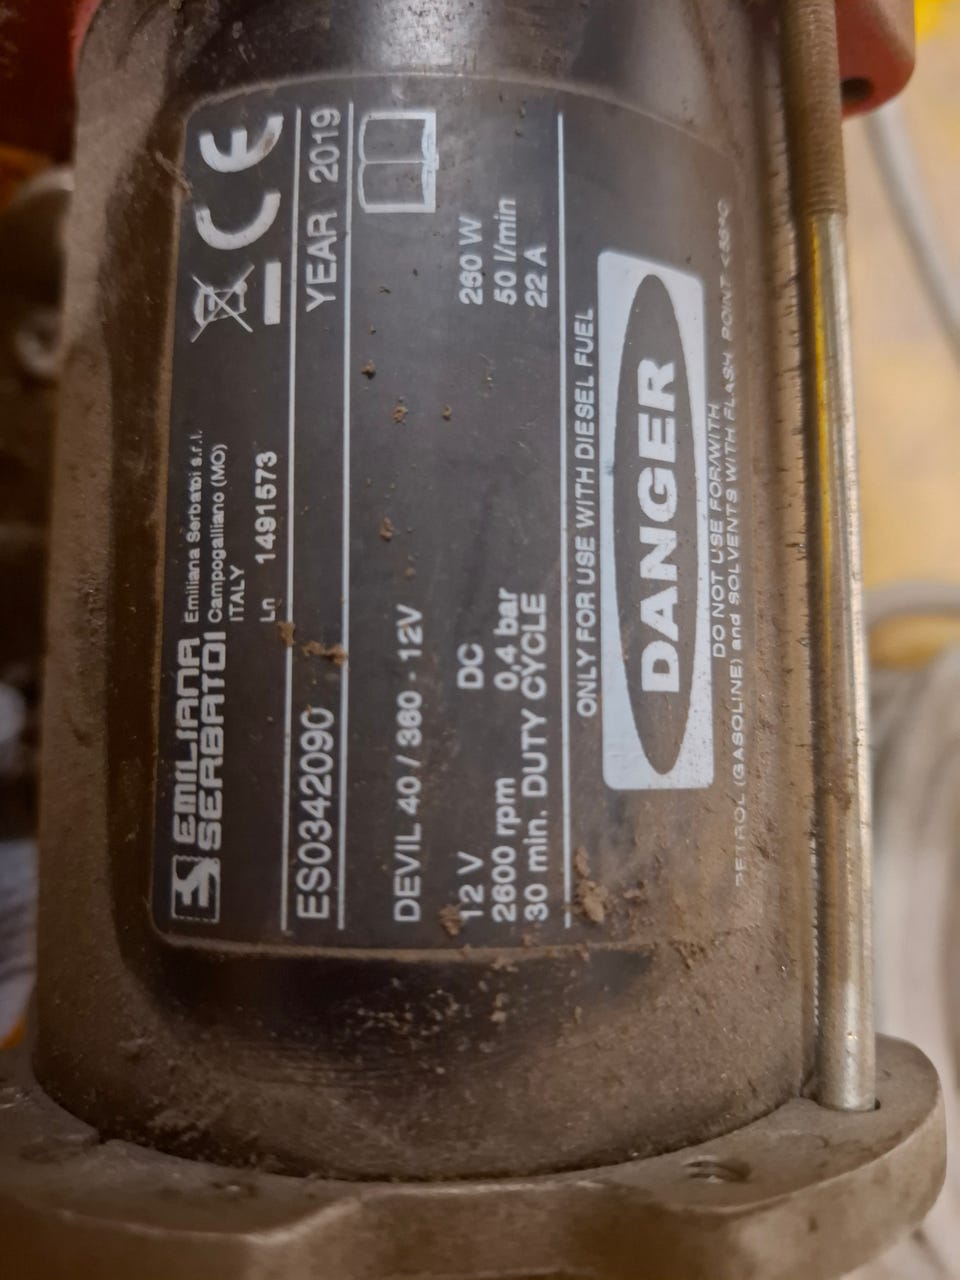 EMILIANA
SERBATOI
Emiliana Serbatoi s.r.l.
Campogalliano (MO)
ITALY
Ln 1491573
CE
ES0342090 YEAR 2019
DEVIL 40 / 360 - 12V
12 V DC 260 W
2600 rpm 0,4 bar 50 l/min
30 min. DUTY CYCLE 22 A
ONLY FOR USE WITH DIESEL FUEL
DANGER
DO NOT USE FOR/WITH
PETROL (GASOLINE) and SOLVENTS WITH FLASH POINT <55°C